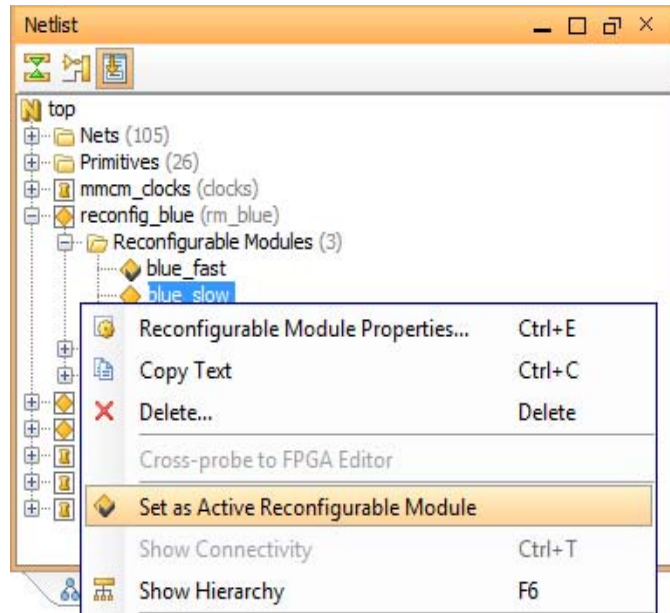 Netlist
top
Nets (105)
Primitives (26)
mmcm_clocks (clocks)
reconfig_blue (rm_blue)
Reconfigurable Modules (3)
blue_fast
blue_slow
Reconfigurable Module Properties... Ctrl+E
Copy Text Ctrl+C
Delete... Delete
Cross-probe to FPGA Editor
Set as Active Reconfigurable Module
Show Connectivity Ctrl+T
Show Hierarchy F6